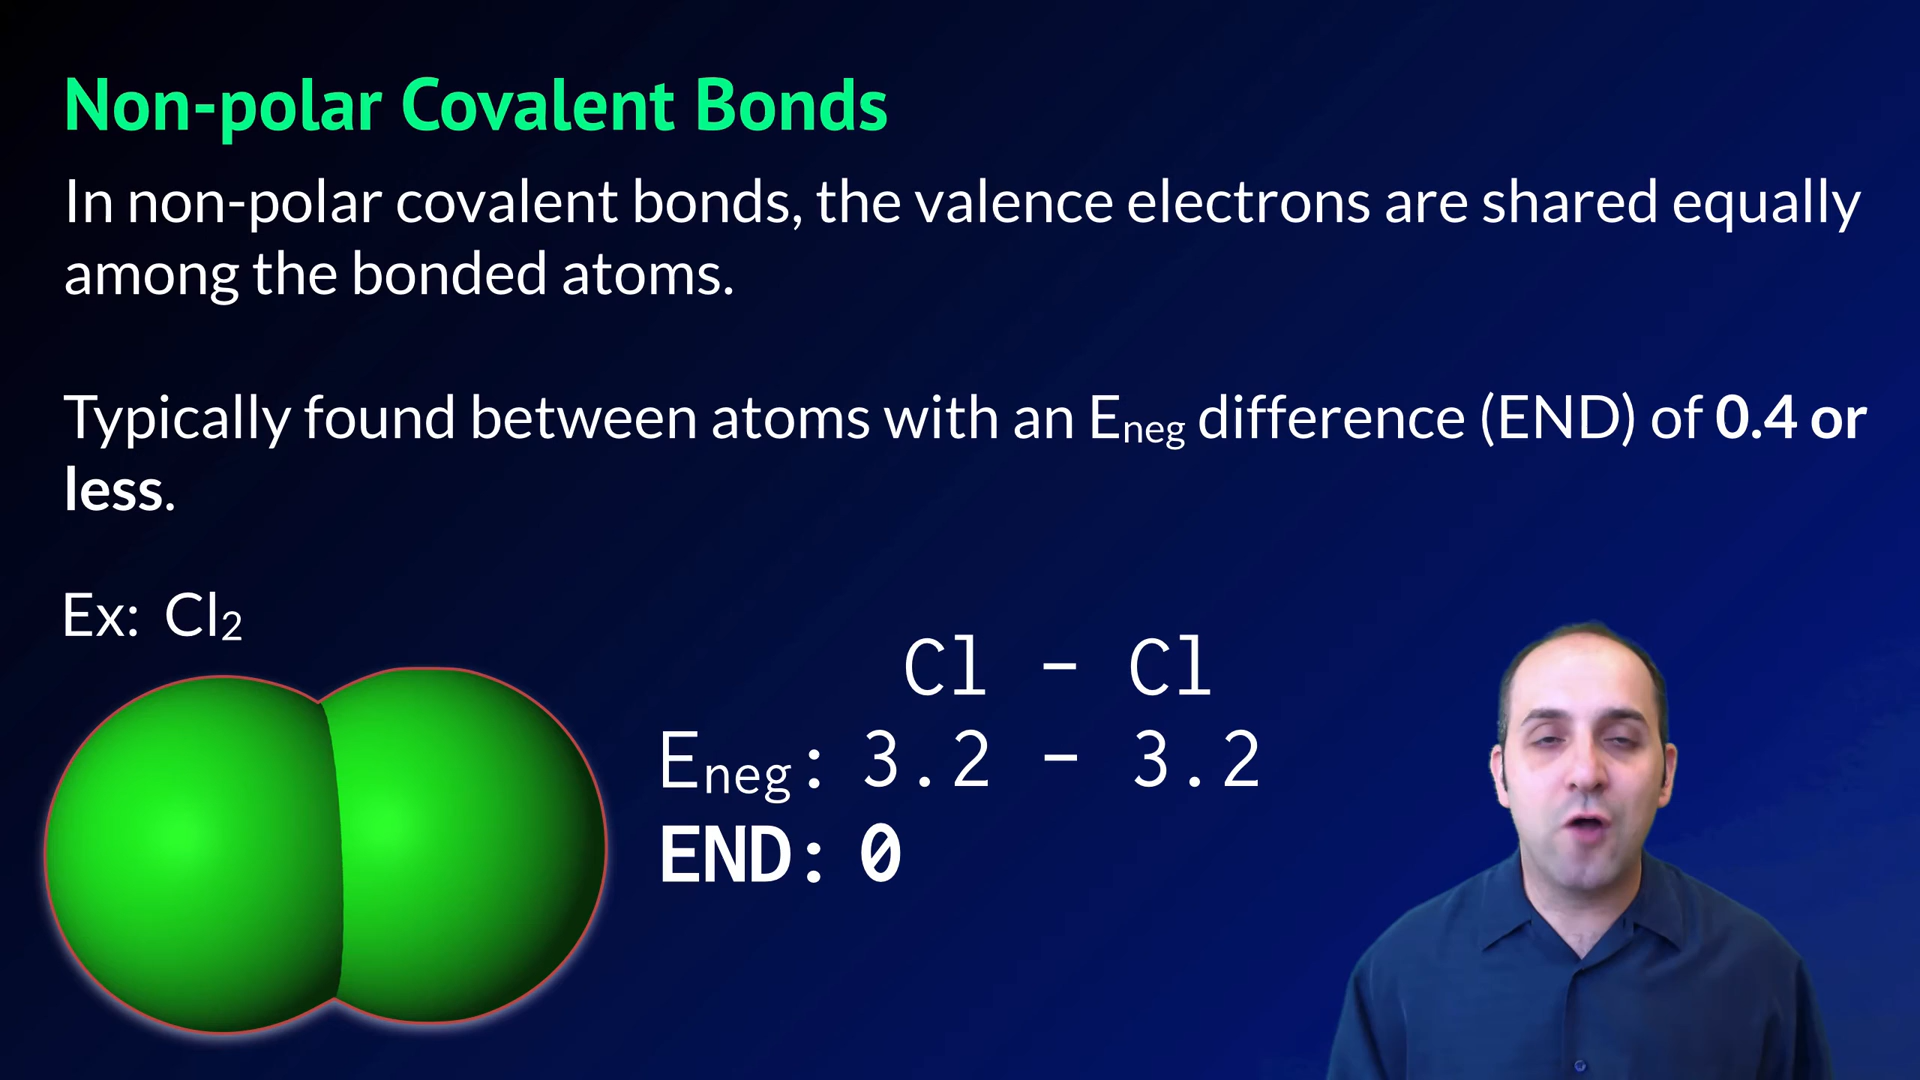 Non-polar Covalent Bonds
In non-polar covalent bonds, the valence electrons are shared equally
among the bonded atoms.
Typically found between atoms with an Eneg difference (END) of 0.4 or
less.
Ex: Cl₂
Cl - Cl
Eneg: 3.2 - 3.2
END: 0